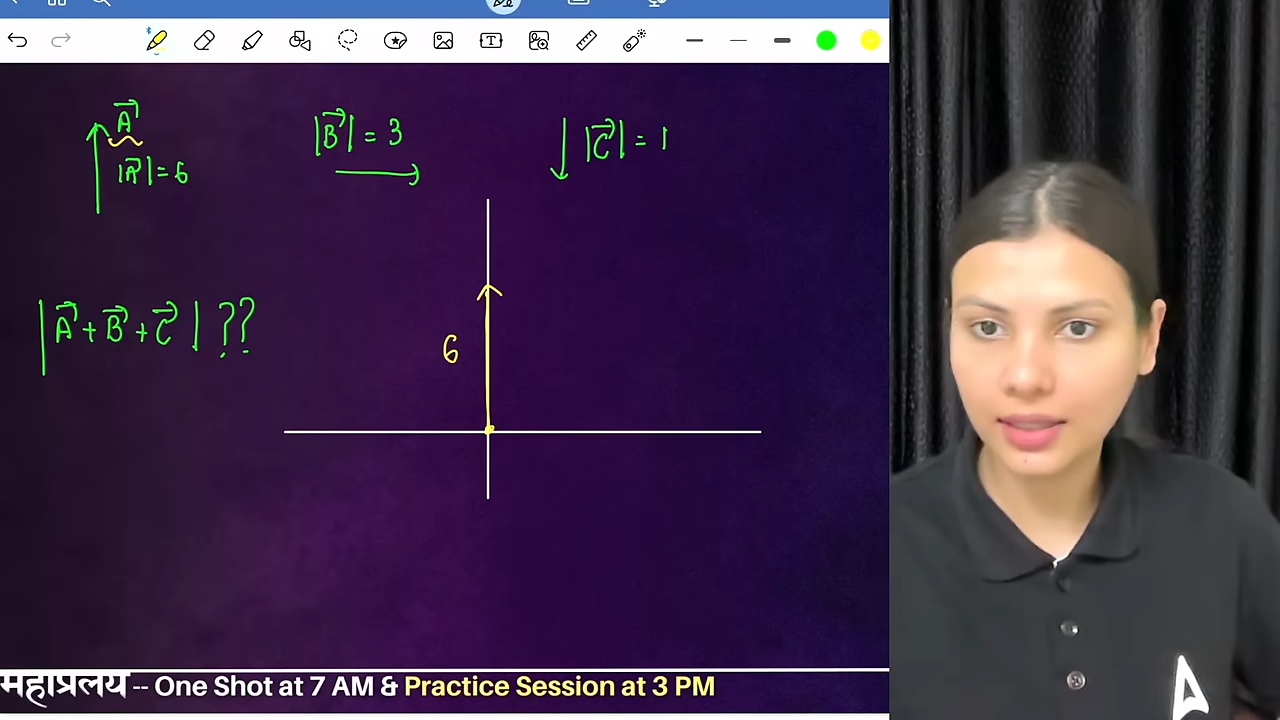 A⃗
|A⃗| = 6
|B⃗| = 3
|C⃗| = 1
|A⃗ + B⃗ + C⃗| ??
6
महाप्रलय -- One Shot at 7 AM & Practice Session at 3 PM